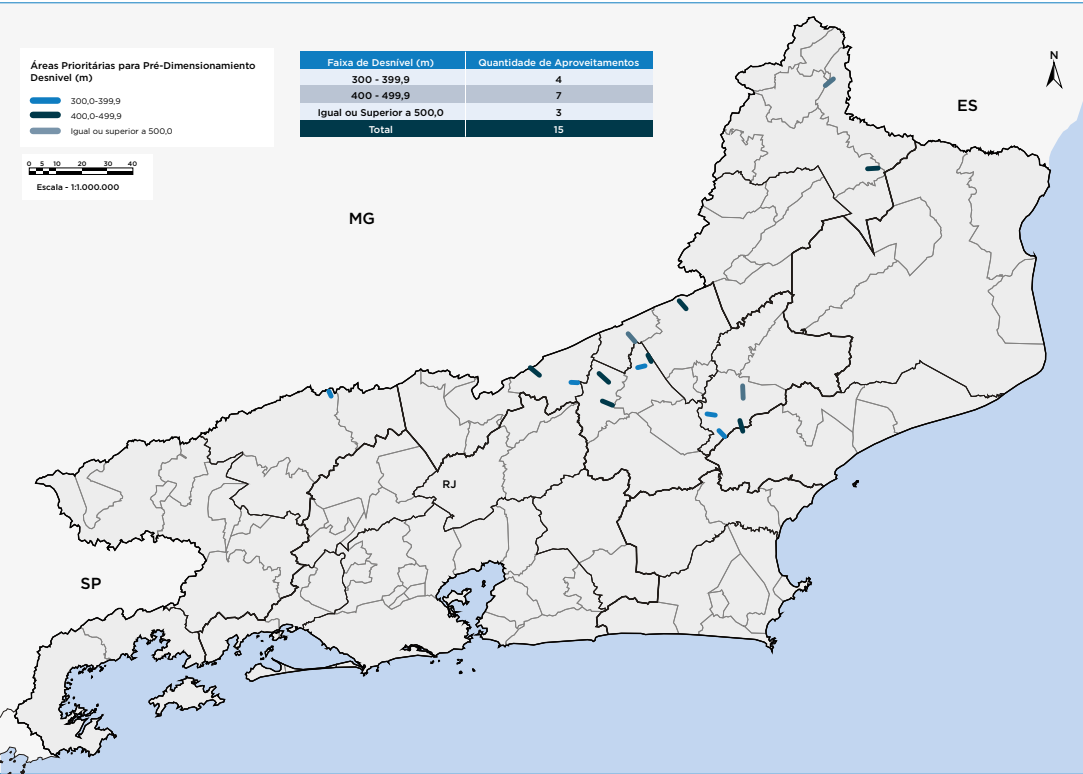 Áreas Prioritárias para Pré-Dimensionamento
Desnivel (m)
300,0-399,9
400,0-499,9
Igual ou superior a 500,0
0 5 10 20 30 40
Escala - 1:1.000.000
Faixa de Desnível (m) Quantidade de Aproveitamentos
300 - 399,9 4
400 - 499,9 7
Igual ou Superior a 500,0 3
Total 15
N
ES
MG
RJ
SP